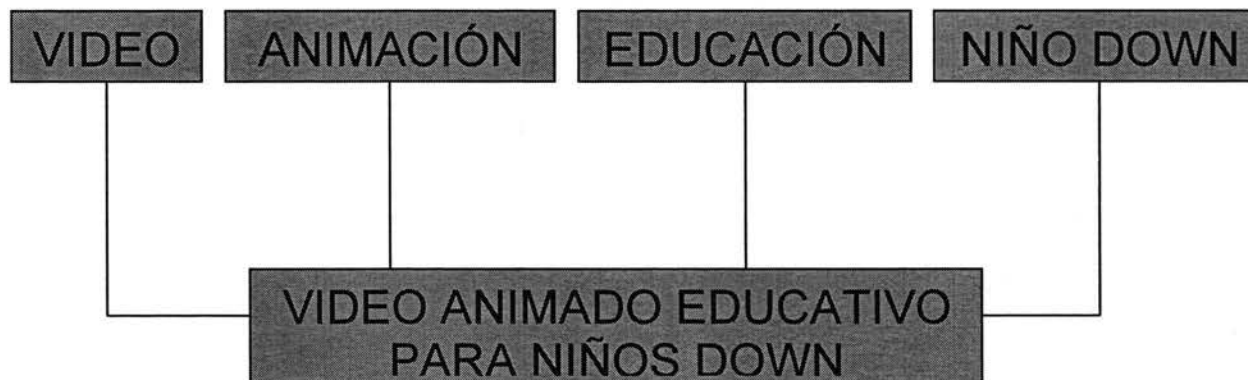 VIDEO
ANIMACIÓN
EDUCACIÓN
NIÑO DOWN
VIDEO ANIMADO EDUCATIVO
PARA NIÑOS DOWN